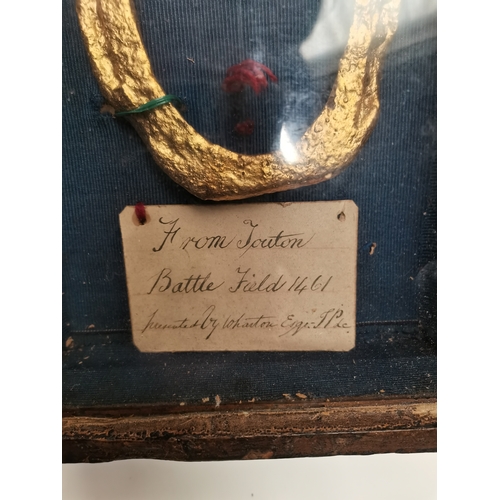 From Touton
Battle Field 1461
presented by Wharton Esqr. J.P. &c